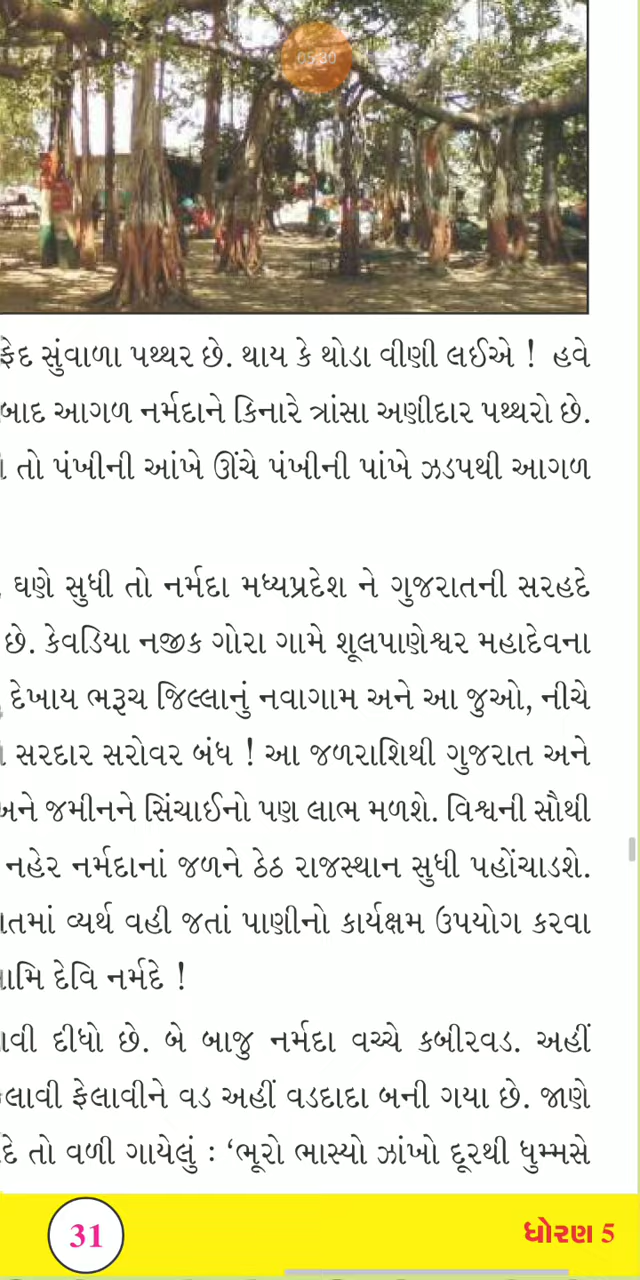 05:30
ફેદ સુંવાળા પથ્થર છે. થાય કે થોડા વીણી લઈએ ! હવે
બાદ આગળ નર્મદાને કિનારે ત્રાંસા અણીદાર પથ્થરો છે.
તો પંખીની આંખે ઊંચે પંખીની પાંખે ઝડપથી આગળ
ઘણે સુધી તો નર્મદા મધ્યપ્રદેશ ને ગુજરાતની સરહદે
છે. કેવડિયા નજીક ગોરા ગામે શૂલપાણેશ્વર મહાદેવના
દેખાય ભરૂચ જિલ્લાનું નવાગામ અને આ જુઓ, નીચે
સરદાર સરોવર બંધ ! આ જળરાશિથી ગુજરાત અને
અને જમીનને સિંચાઈનો પણ લાભ મળશે. વિશ્વની સૌથી
નહેર નર્મદાનાં જળને ઠેઠ રાજસ્થાન સુધી પહોંચાડશે.
તમાં વ્યર્થ વહી જતાં પાણીનો કાર્યક્ષમ ઉપયોગ કરવા
ામિ દેવિ નર્મદે !
વી દીધો છે. બે બાજુ નર્મદા વચ્ચે કબીરવડ. અહીં
લાવી ફેલાવીને વડ અહીં વડદાદા બની ગયા છે. જાણે
દે તો વળી ગાયેલું : ‘ભૂરો ભાસ્યો ઝાંખો દૂરથી ધુમ્મસે
31
ધોરણ 5